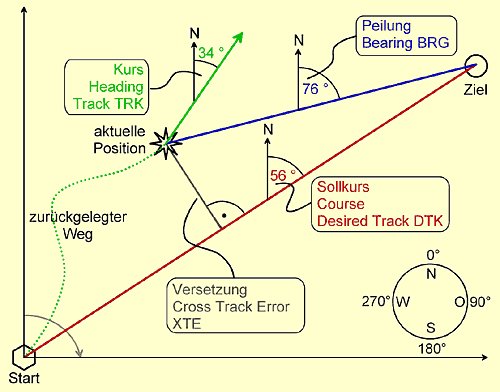 N
34 °
Kurs
Heading
Track TRK
N
76 °
Peilung
Bearing BRG
Ziel
aktuelle
Position
N
56 °
Sollkurs
Course
Desired Track DTK
zurückgelegter
Weg
Versetzung
Cross Track Error
XTE
0°
N
270° W O 90°
S
180°
Start